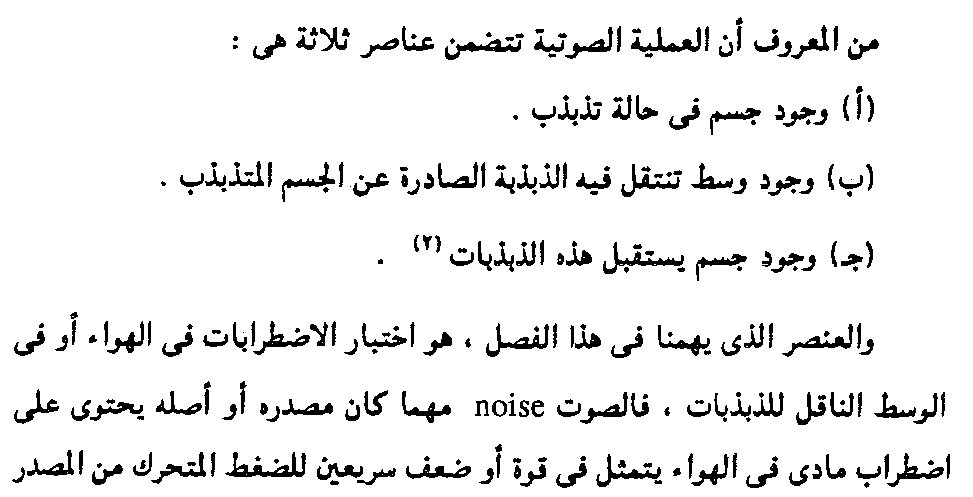 من المعروف أن العملية الصوتية تتضمن عناصر ثلاثة هى :
(أ) وجود جسم فى حالة تذبذب .
(ب) وجود وسط تنتقل فيه الذبذبة الصادرة عن الجسم المتذبذب .
(جـ) وجود جسم يستقبل هذه الذبذبات (٢) .
والعنصر الذى يهمنا فى هذا الفصل ، هو اختبار الاضطرابات فى الهواء أو فى
الوسط الناقل للذبذبات ، فالصوت noise مهما كان مصدره أو أصله يحتوى على
اضطراب مادى فى الهواء يتمثل فى قوة أو ضعف سريعين للضغط المتحرك من المصدر